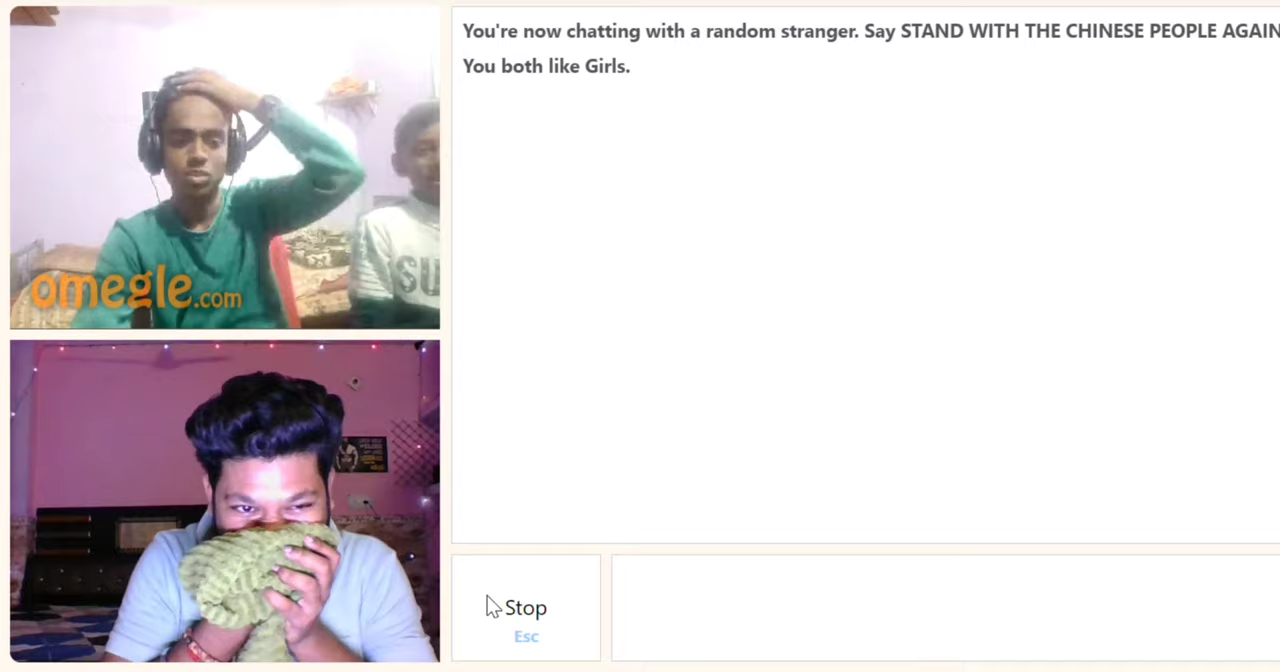 You're now chatting with a random stranger. Say STAND WITH THE CHINESE PEOPLE AGAIN
You both like Girls.
SU
omegle.com
Stop
Esc